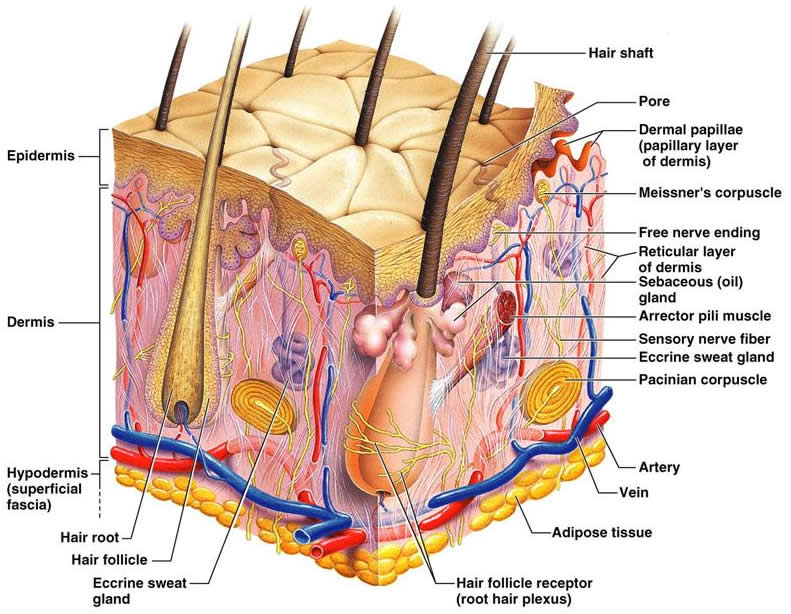 Hair shaft
Pore
Dermal papillae
(papillary layer
of dermis)
Meissner's corpuscle
Free nerve ending
Reticular layer
of dermis
Sebaceous (oil)
gland
Arrector pili muscle
Sensory nerve fiber
Eccrine sweat gland
Pacinian corpuscle
Artery
Vein
Adipose tissue
Hair follicle receptor
(root hair plexus)
Epidermis
Dermis
Hypodermis
(superficial
fascia)
Hair root
Hair follicle
Eccrine sweat
gland